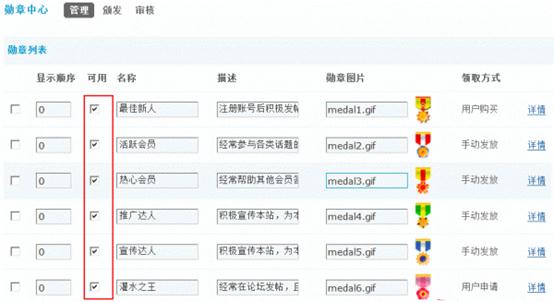 勋章中心 管理 颁发 审核
勋章列表
显示顺序 可用 名称 描述 勋章图片 领取方式
0 最佳新人 注册账号后积极发帖 medal1.gif 用户购买 详情
0 活跃会员 经常参与各类话题的 medal2.gif 手动发放 详情
0 热心会员 经常帮助其他会员 medal3.gif 手动发放 详情
0 推广达人 积极宣传本站，为本 medal4.gif 手动发放 详情
0 宣传达人 积极宣传本站，为本 medal5.gif 手动发放 详情
0 灌水之王 经常在论坛发帖，且 medal6.gif 用户申请 详情